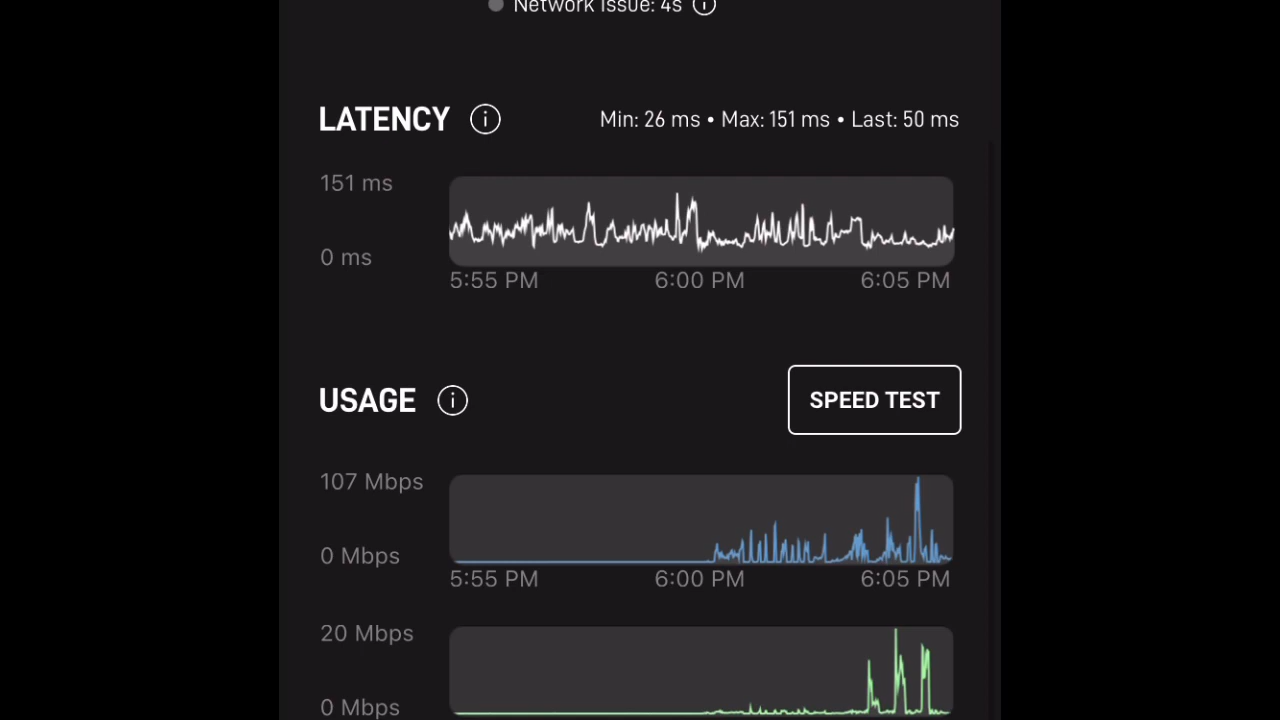 Network Issue: 4s
LATENCY
Min: 26 ms • Max: 151 ms • Last: 50 ms
151 ms
0 ms
5:55 PM 6:00 PM 6:05 PM
USAGE
SPEED TEST
107 Mbps
0 Mbps
5:55 PM 6:00 PM 6:05 PM
20 Mbps
0 Mbps